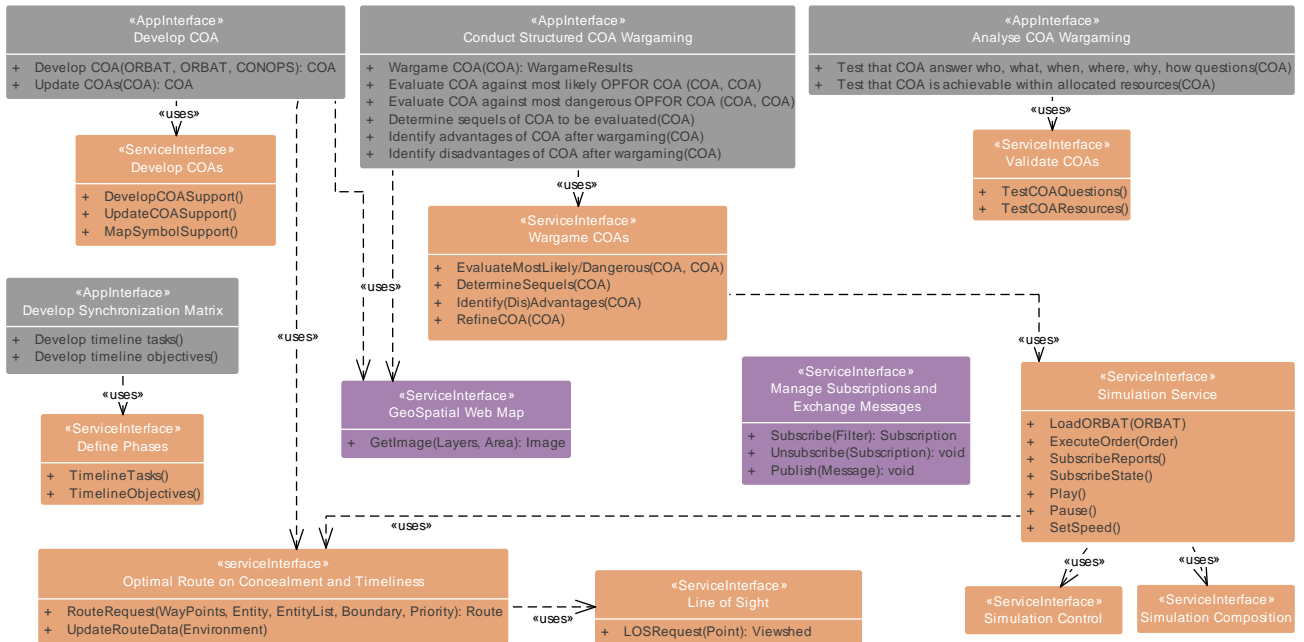 «AppInterface»
Develop COA
+ Develop COA(ORBAT, ORBAT, CONOPS): COA
+ Update COAs(COA): COA
«AppInterface»
Conduct Structured COA Wargaming
+ Wargame COA(COA): WargameResults
+ Evaluate COA against most likely OPFOR COA (COA, COA)
+ Evaluate COA against most dangerous OPFOR COA (COA, COA)
+ Determine sequels of COA to be evaluated(COA)
+ Identify advantages of COA after wargaming(COA)
+ Identify disadvantages of COA after wargaming(COA)
«AppInterface»
Analyse COA Wargaming
+ Test that COA answer who, what, when, where, why, how questions(COA)
+ Test that COA is achievable within allocated resources(COA)
«uses»
«uses»
«uses»
«ServiceInterface»
Develop COAs
+ DevelopCOASupport()
+ UpdateCOASupport()
+ MapSymbolSupport()
«ServiceInterface»
Validate COAs
+ TestCOAQuestions()
+ TestCOAResources()
«ServiceInterface»
Wargame COAs
+ EvaluateMostLikely/Dangerous(COA, COA)
+ DetermineSequels(COA)
+ Identify(Dis)Advantages(COA)
+ RefineCOA(COA)
«AppInterface»
Develop Synchronization Matrix
+ Develop timeline tasks()
+ Develop timeline objectives()
«uses»
«uses»
«uses»
«uses»
«ServiceInterface»
Define Phases
+ TimelineTasks()
+ TimelineObjectives()
«ServiceInterface»
GeoSpatial Web Map
+ GetImage(Layers, Area): Image
«ServiceInterface»
Manage Subscriptions and
Exchange Messages
+ Subscribe(Filter): Subscription
+ Unsubscribe(Subscription): void
+ Publish(Message): void
«ServiceInterface»
Simulation Service
+ LoadORBAT(ORBAT)
+ ExecuteOrder(Order)
+ SubscribeReports()
+ SubscribeState()
+ Play()
+ Pause()
+ SetSpeed()
«uses»
«uses»
«uses»
«serviceInterface»
Optimal Route on Concealment and Timeliness
+ RouteRequest(WayPoints, Entity, EntityList, Boundary, Priority): Route
+ UpdateRouteData(Environment)
«uses»
«ServiceInterface»
Line of Sight
+ LOSRequest(Point): Viewshed
«ServiceInterface»
Simulation Control
«ServiceInterface»
Simulation Composition